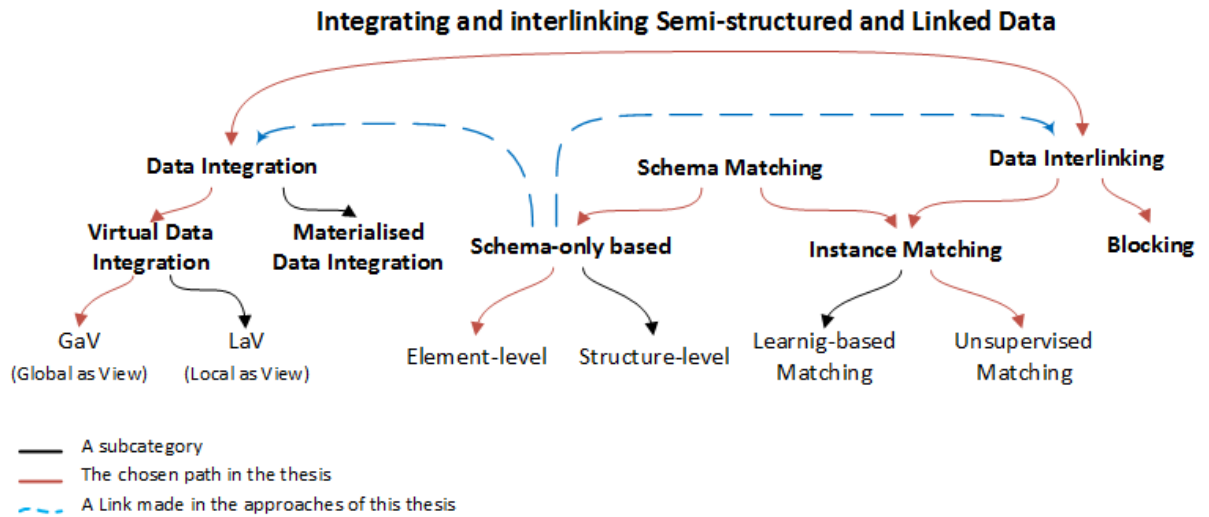 Integrating and interlinking Semi-structured and Linked Data
Data Integration
Schema Matching
Data Interlinking
Virtual Data
Integration
Materialised
Data Integration
Schema-only based
Instance Matching
Blocking
GaV
(Global as View)
LaV
(Local as View)
Element-level
Structure-level
Learnig-based
Matching
Unsupervised
Matching
A subcategory
The chosen path in the thesis
A Link made in the approaches of this thesis